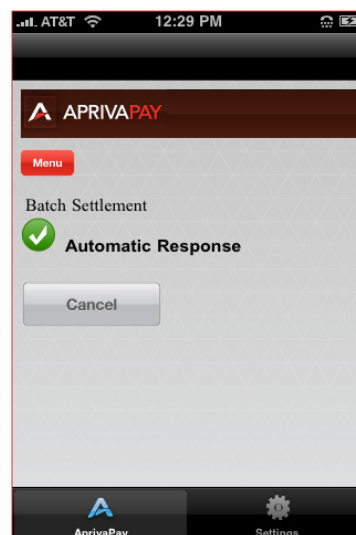 AT&T 12:29 PM
APRIVAPAY
Menu
Batch Settlement
Automatic Response
Cancel
AprivaPay Settings